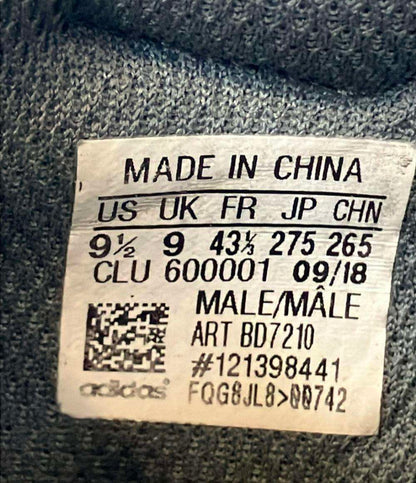 MADE IN CHINA
US UK FR JP CHN
9½ 9 43⅓ 275 265
CLU 600001 09/18
MALE/MÂLE
ART BD7210
#121398441
adidas FQG8JL8>00742